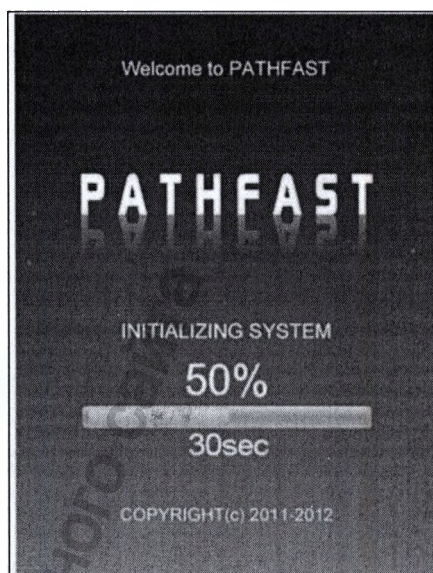 Welcome to PATHFAST
PATHFAST
INITIALIZING SYSTEM
50%
30sec
COPYRIGHT(c) 2011-2012